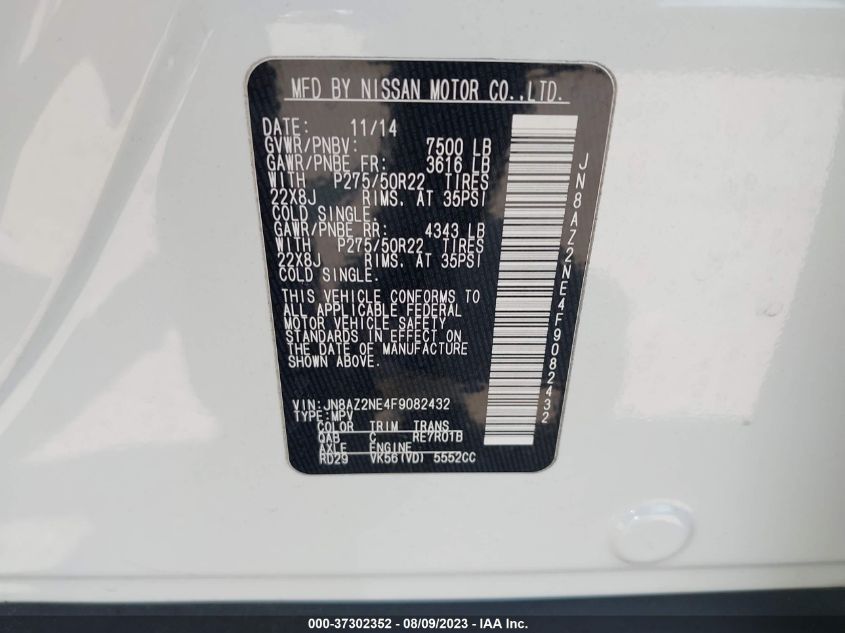 MFD BY NISSAN MOTOR CO.,LTD.
DATE: 11/14
GVWR/PNBV: 7500 LB
GAWR/PNBE FR: 3616 LB
WITH P275/50R22 TIRES
22X8J RIMS. AT 35PSI
COLD SINGLE.
GAWR/PNBE RR: 4343 LB
WITH P275/50R22 TIRES
22X8J RIMS. AT 35PSI
COLD SINGLE.
THIS VEHICLE CONFORMS TO
ALL APPLICABLE FEDERAL
MOTOR VEHICLE SAFETY
STANDARDS IN EFFECT ON
THE DATE OF MANUFACTURE
SHOWN ABOVE.
VIN:JN8AZ2NE4F9082432
TYPE:MPV
COLOR TRIM TRANS
QAB C RE7R01B
AXLE ENGINE
RD29 VK56(VD) 5552CC
JN8AZ2NE4F9082432
000-37302352 - 08/09/2023 - IAA Inc.